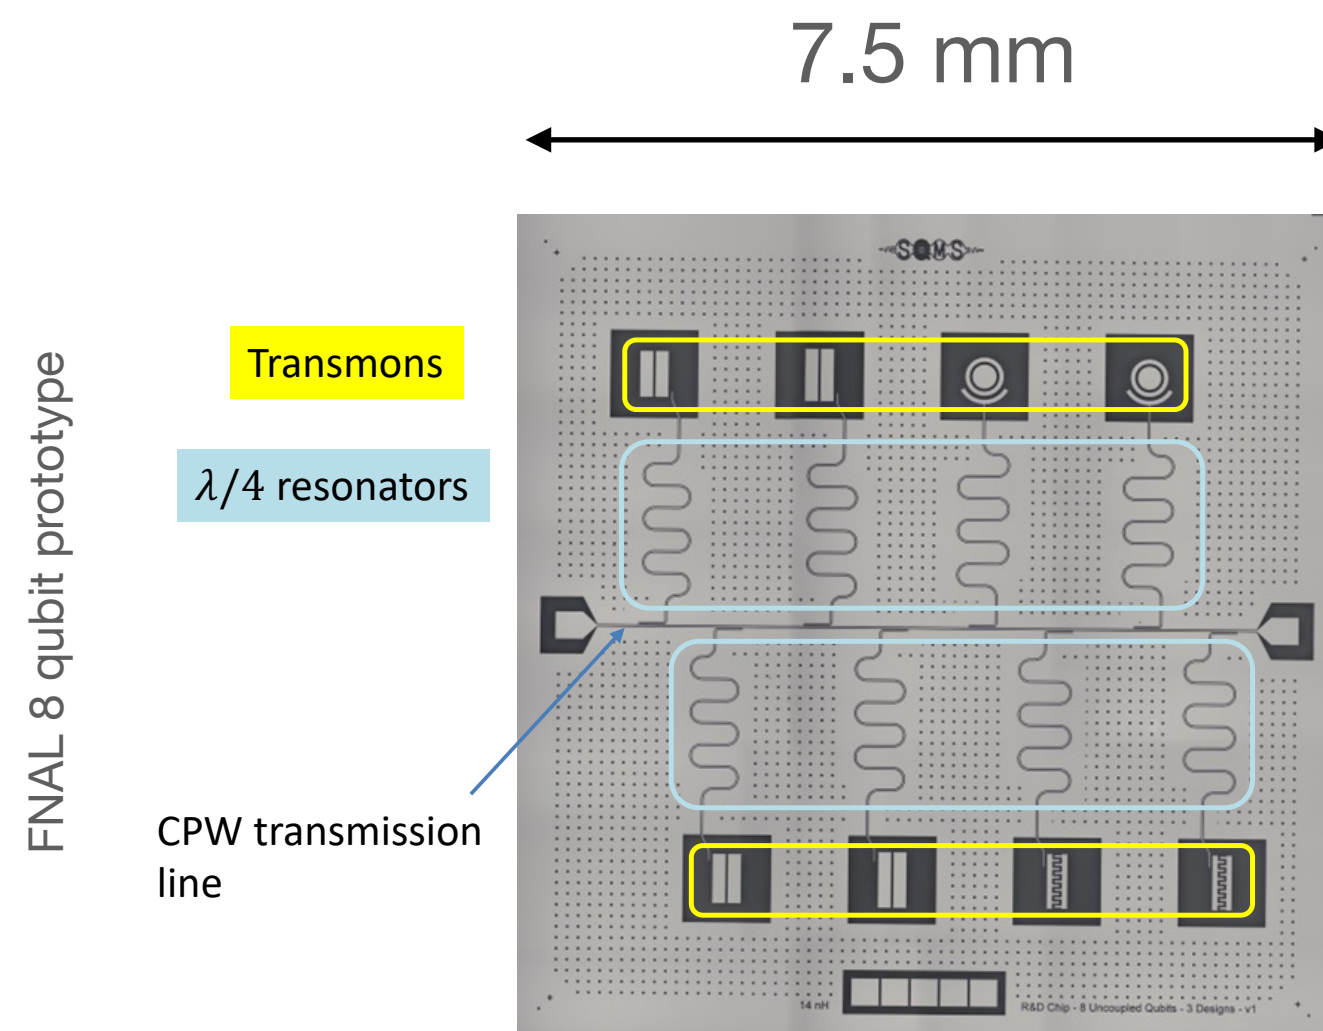 7.5 mm
SQMS
FNAL 8 qubit prototype
Transmons
λ/4 resonators
CPW transmission
line
14 nH
R&D Chip - 8 Uncoupled Qubits - 3 Designs - v1